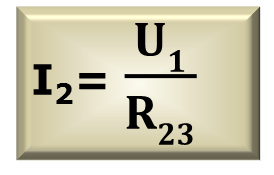 I₂= U₁
R₂₃